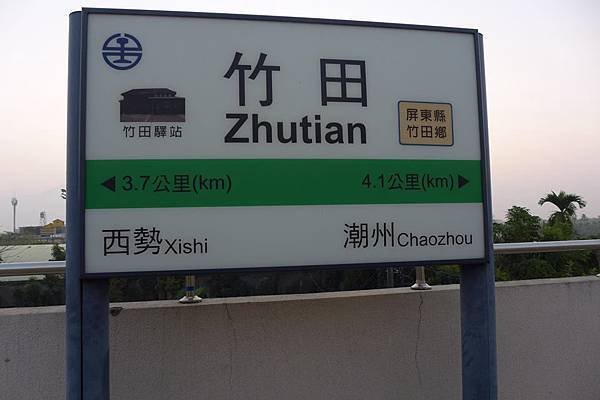 竹田
Zhutian
竹田驛站
屏東縣
竹田鄉
3.7公里(km)
4.1公里(km)
西勢Xishi
潮州Chaozhou